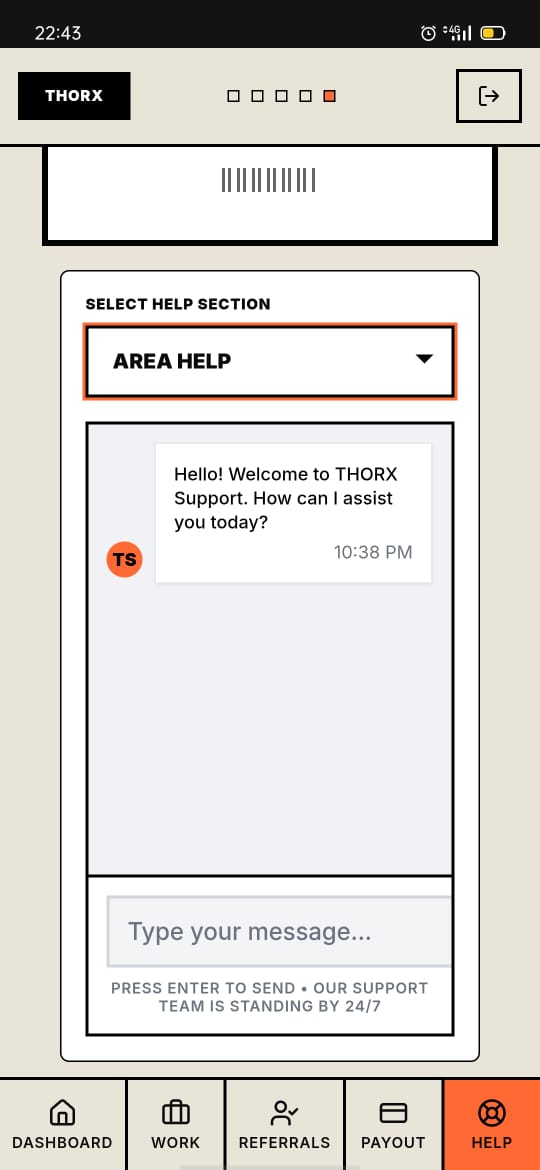 22:43
4G
THORX
SELECT HELP SECTION
AREA HELP
Hello! Welcome to THORX
Support. How can I assist
you today?
10:38 PM
TS
Type your message...
PRESS ENTER TO SEND • OUR SUPPORT
TEAM IS STANDING BY 24/7
DASHBOARD
WORK
REFERRALS
PAYOUT
HELP